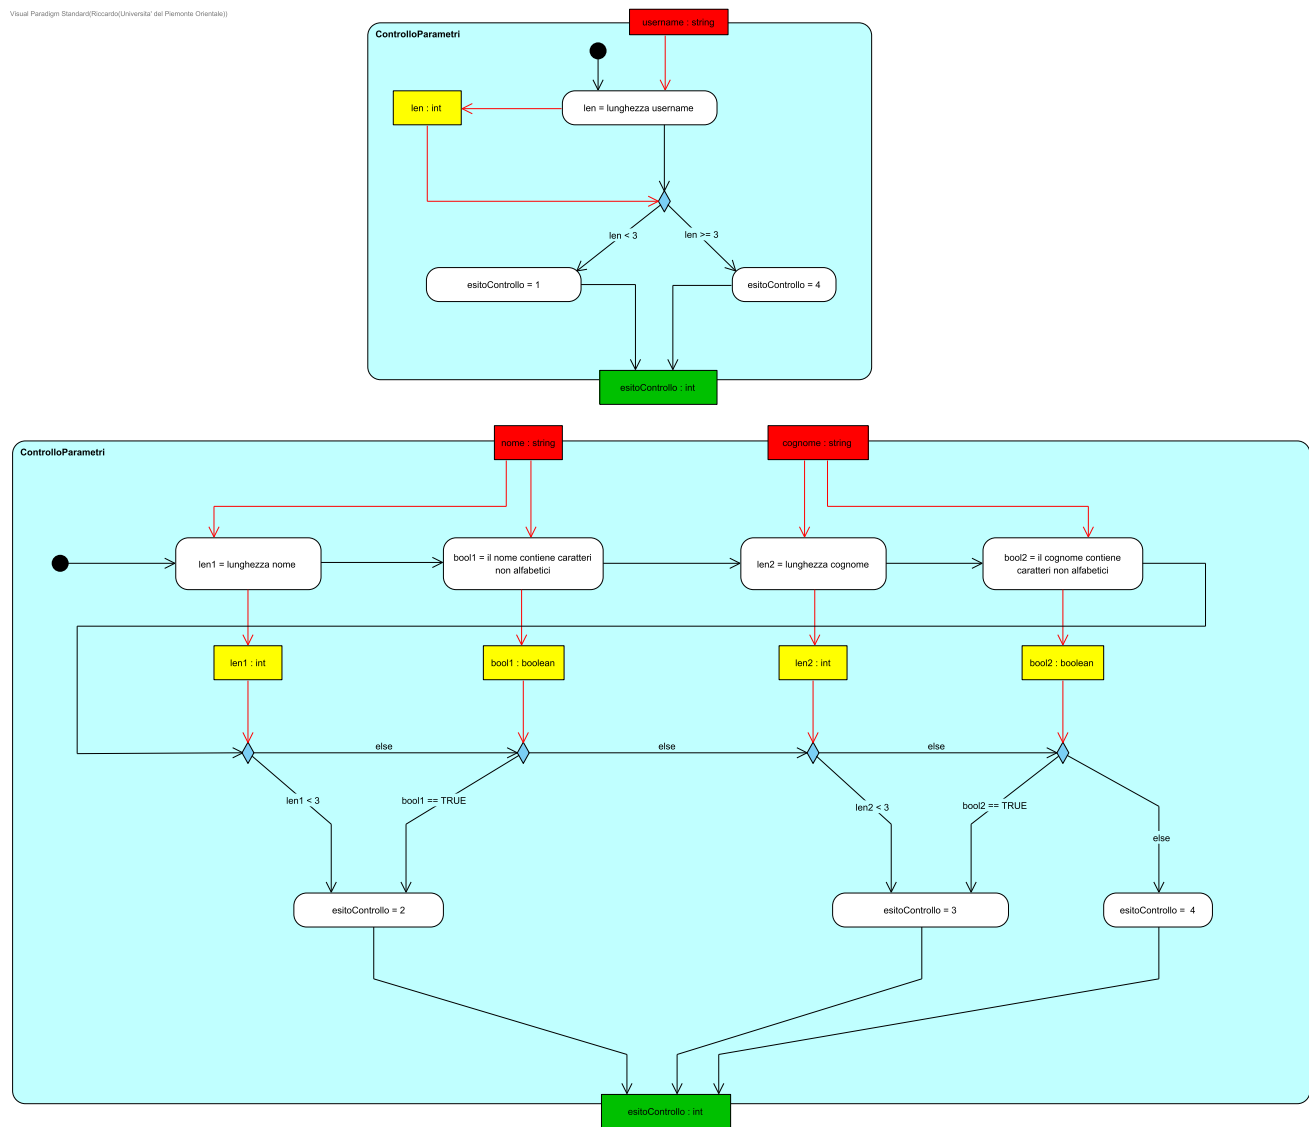 Visual Paradigm Standard(Riccardo(Universita' del Piemonte Orientale))
username : string
ControlloParametri
len : int
len = lunghezza username
len < 3
len >= 3
esitoControllo = 1
esitoControllo = 4
esitoControllo : int
nome : string
cognome : string
ControlloParametri
len1 = lunghezza nome
bool1 = il nome contiene caratteri
non alfabetici
len2 = lunghezza cognome
bool2 = il cognome contiene
caratteri non alfabetici
len1 : int
bool1 : boolean
len2 : int
bool2 : boolean
else
else
else
len1 < 3
bool1 == TRUE
len2 < 3
bool2 == TRUE
else
esitoControllo = 2
esitoControllo = 3
esitoControllo =  4
esitoControllo : int